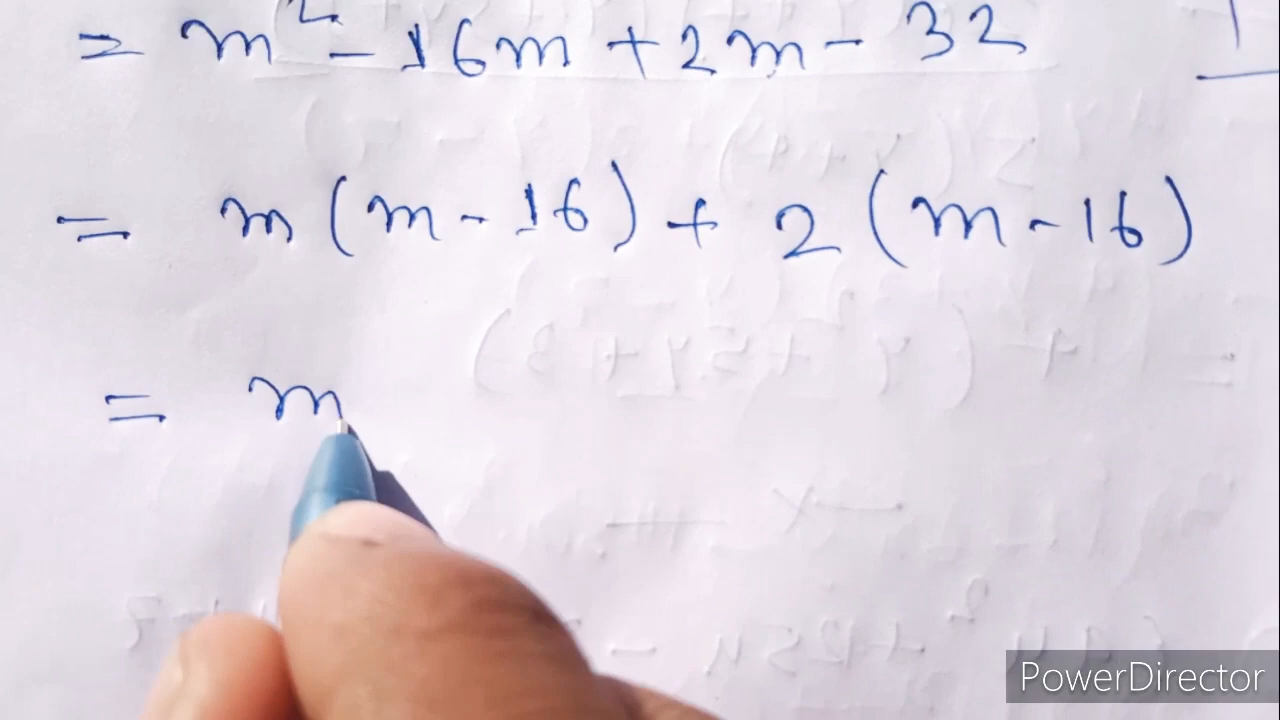 = m² - 16m + 2m - 32
= m (m - 16) + 2 (m - 16)
= m
PowerDirector